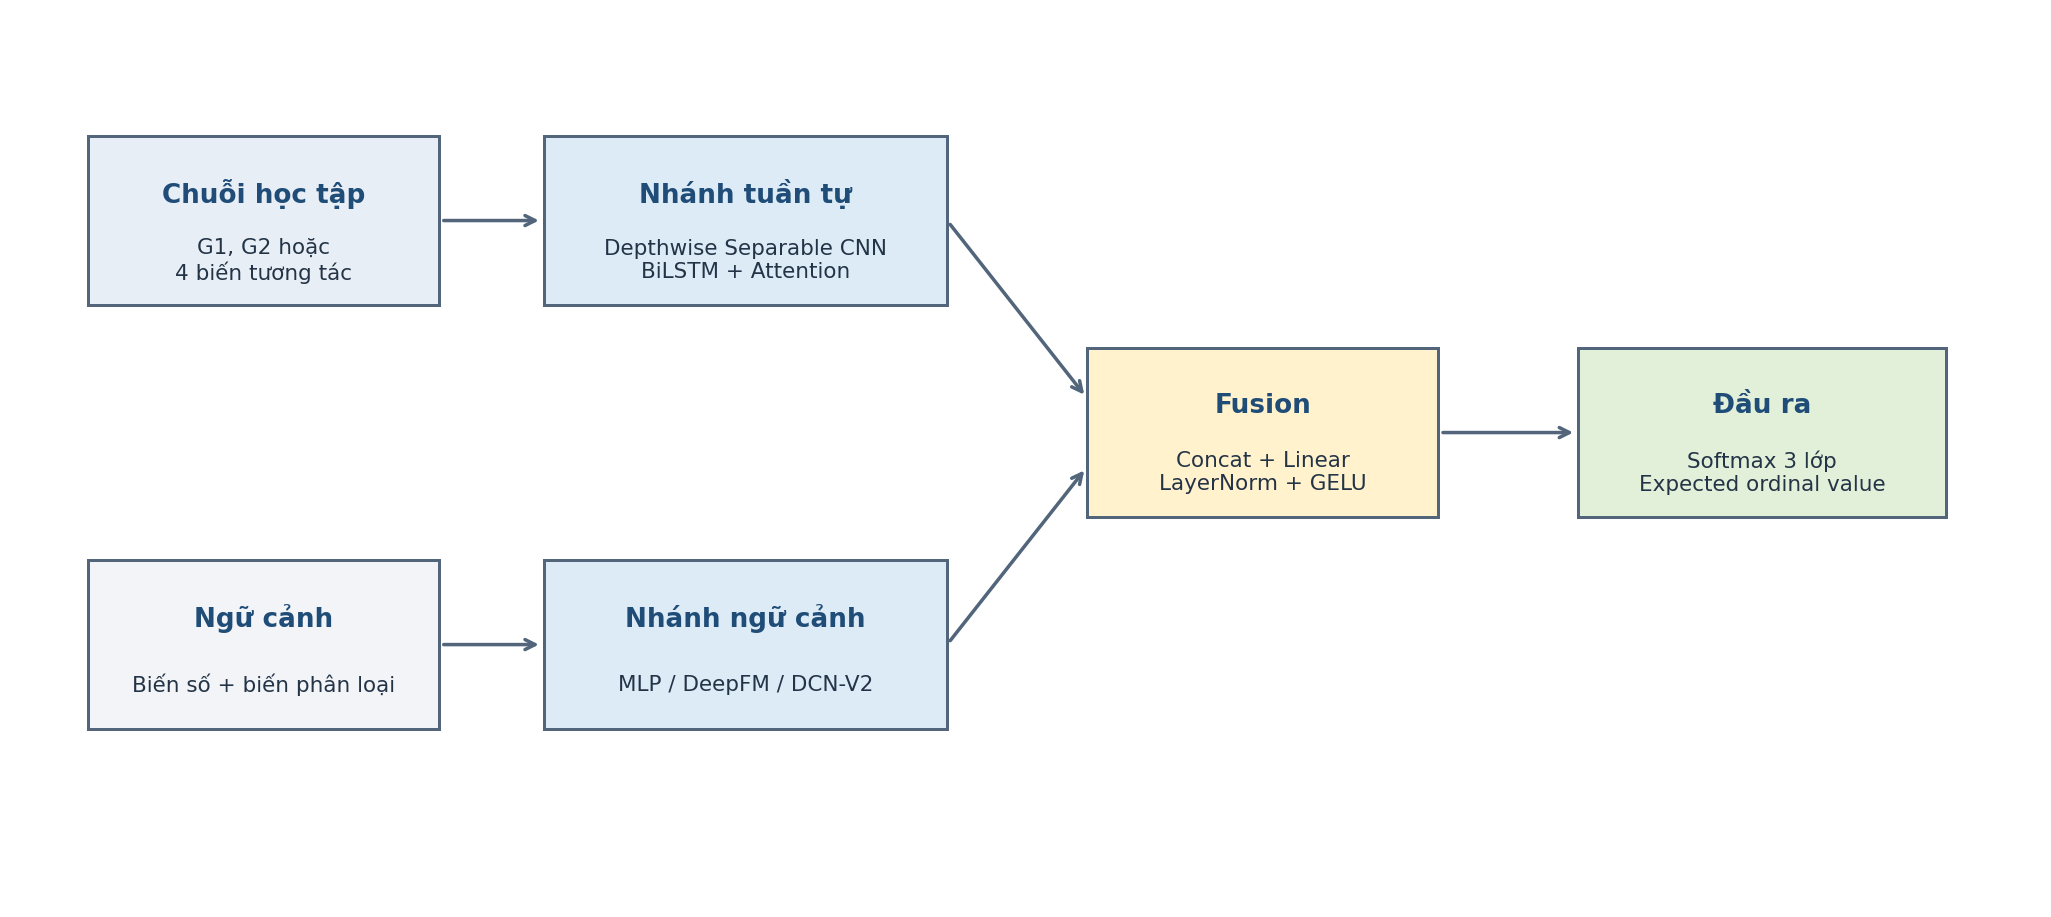 Chuỗi học tập
G1, G2 hoặc
4 biến tương tác
Nhánh tuần tự
Depthwise Separable CNN
BiLSTM + Attention
Fusion
Concat + Linear
LayerNorm + GELU
Đầu ra
Softmax 3 lớp
Expected ordinal value
Ngữ cảnh
Biến số + biến phân loại
Nhánh ngữ cảnh
MLP / DeepFM / DCN-V2